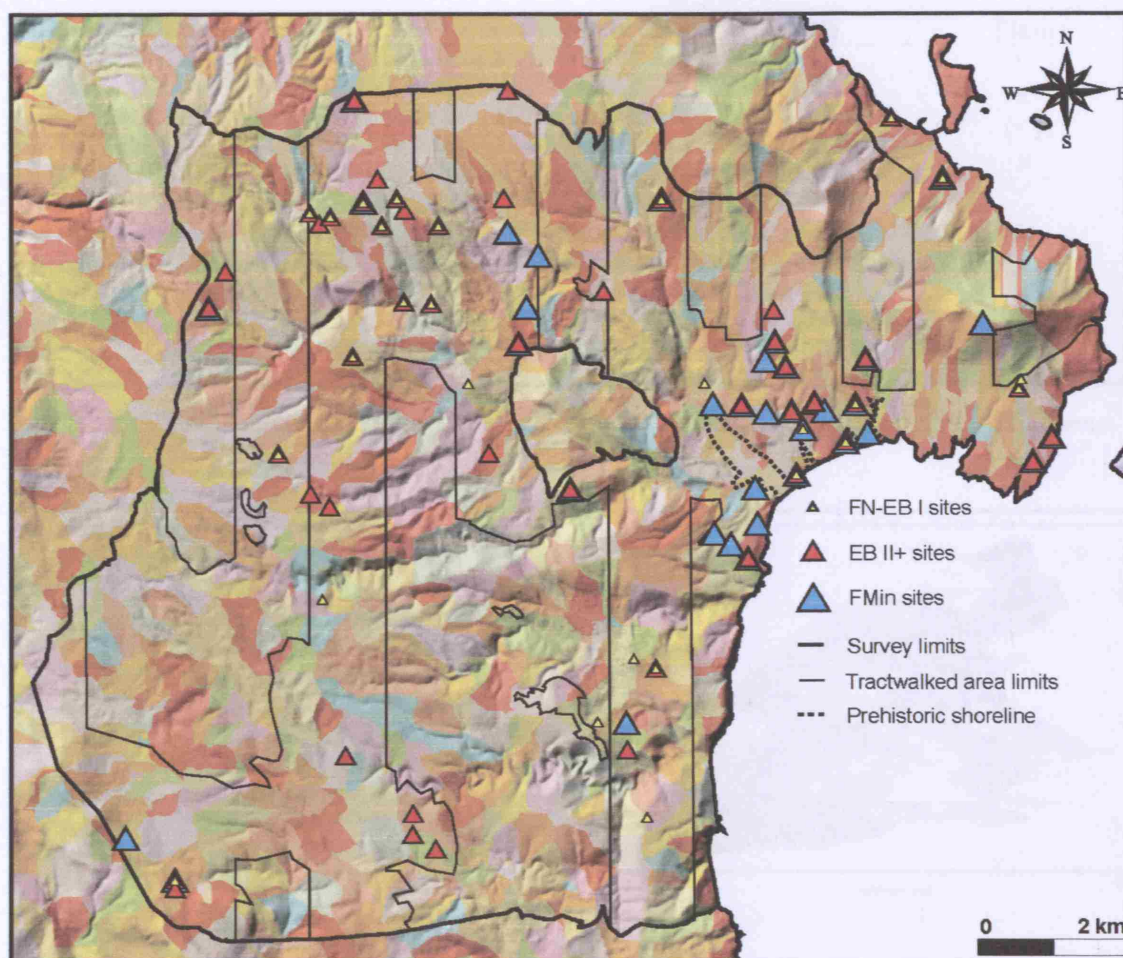 N
W E
S
FN-EB I sites
EB II+ sites
FMin sites
Survey limits
Tractwalked area limits
Prehistoric shoreline
0 2 km